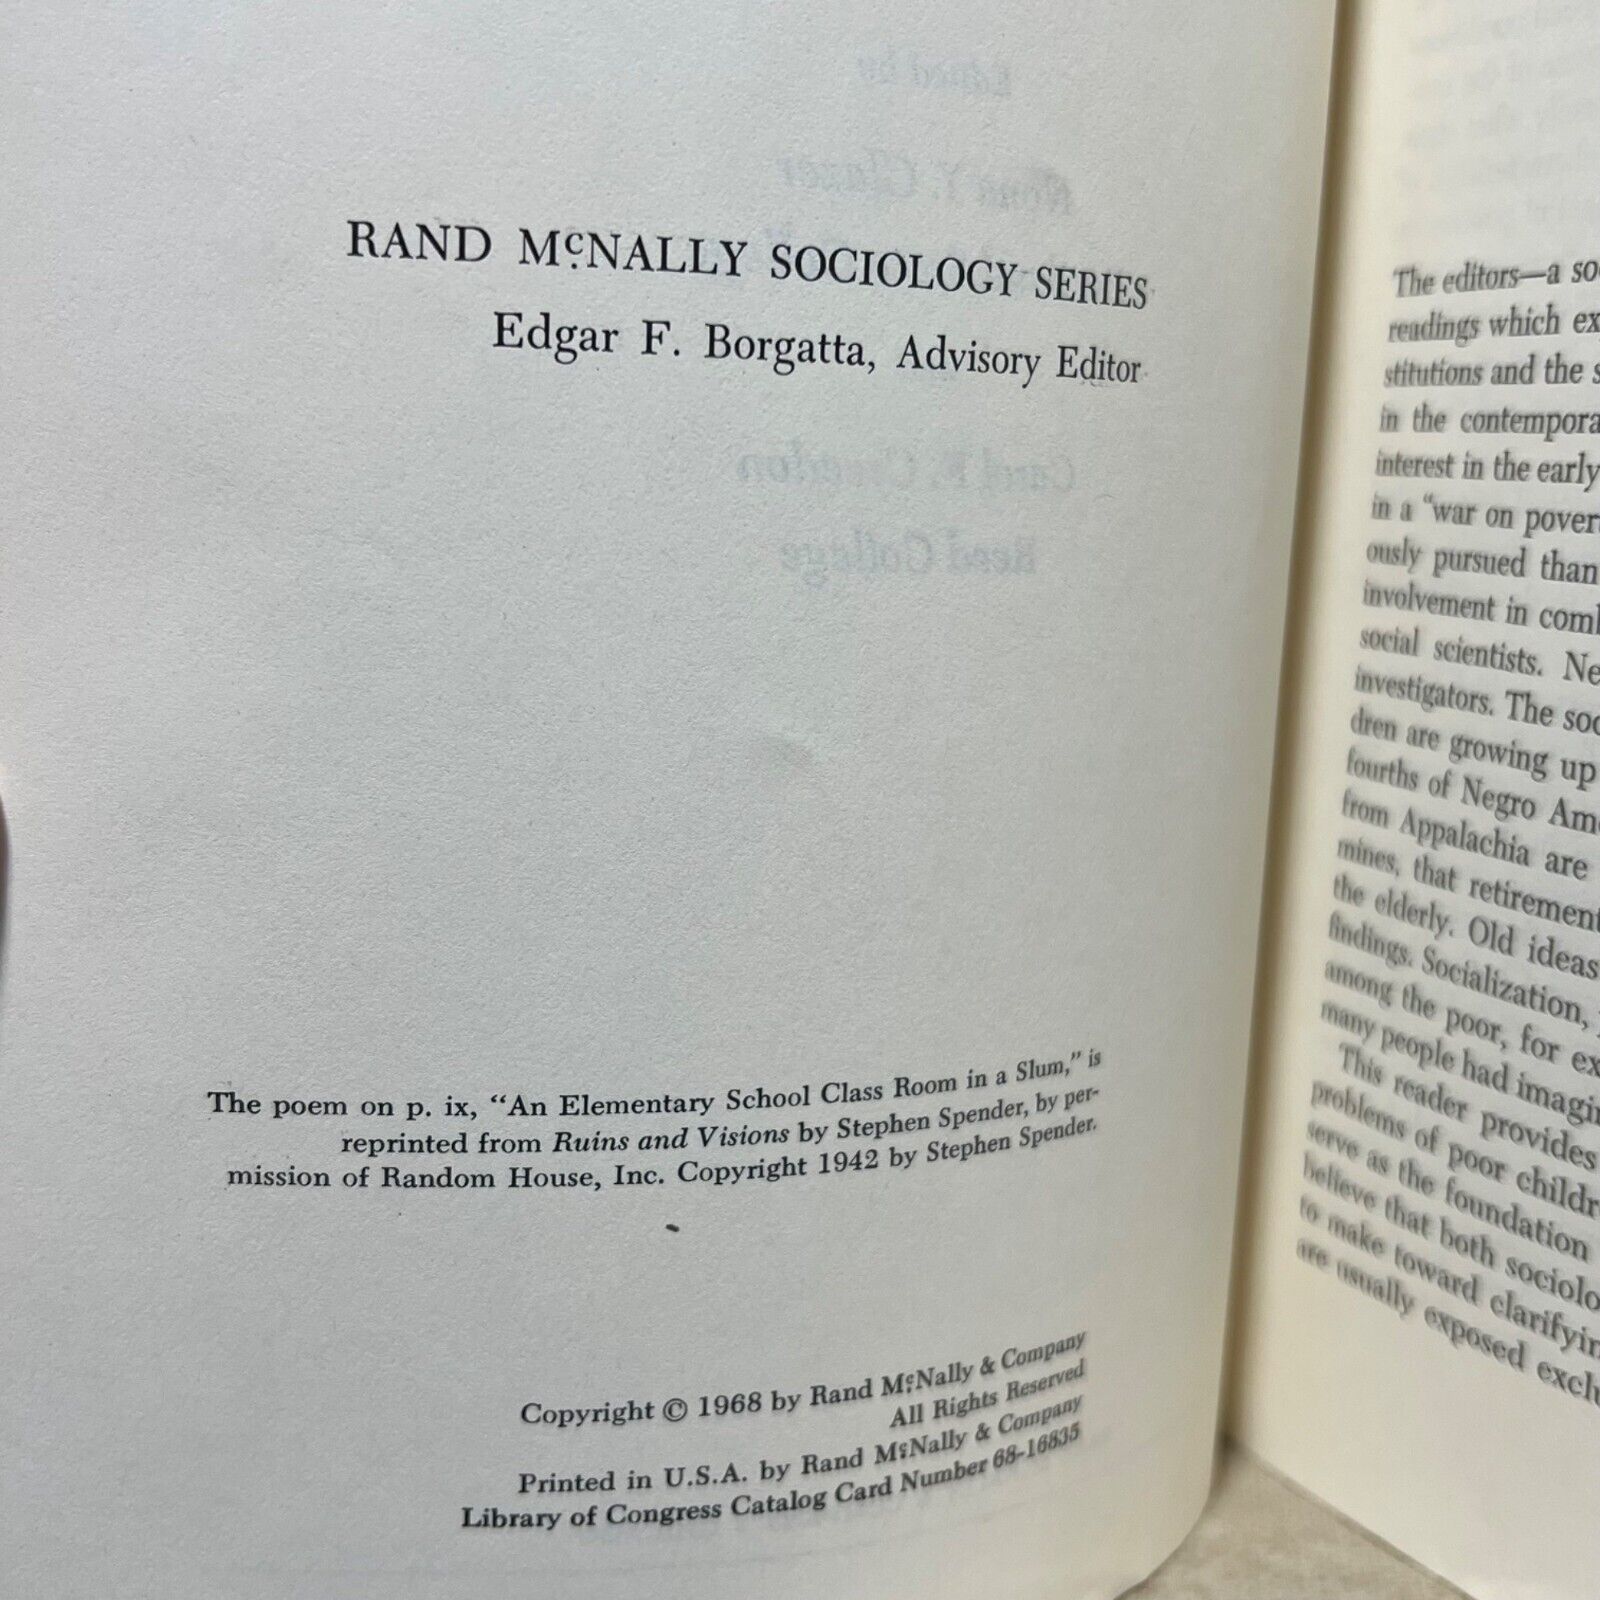 RAND McNALLY SOCIOLOGY SERIES
Edgar F. Borgatta, Advisory Editor
The poem on p. ix, “An Elementary School Class Room in a Slum,” is
reprinted from Ruins and Visions by Stephen Spender, by per-
mission of Random House, Inc. Copyright 1942 by Stephen Spender.
Copyright © 1968 by Rand McNally & Company
All Rights Reserved
Printed in U.S.A. by Rand McNally & Company
Library of Congress Catalog Card Number 68-16835
The editors—a so
readings which ex
stitutions and the s
in the contempora
interest in the early
in a “war on pover
ously pursued than
involvement in com
social scientists. Ne
investigators. The soc
dren are growing up
fourths of Negro Ame
from Appalachia are
mines, that retirement
the elderly. Old ideas
findings. Socialization,
among the poor, for ex
many people had imagin
This reader provides
problems of poor childr
serve as the foundation
believe that both sociolo
to make toward clarifyin
are usually exposed excl